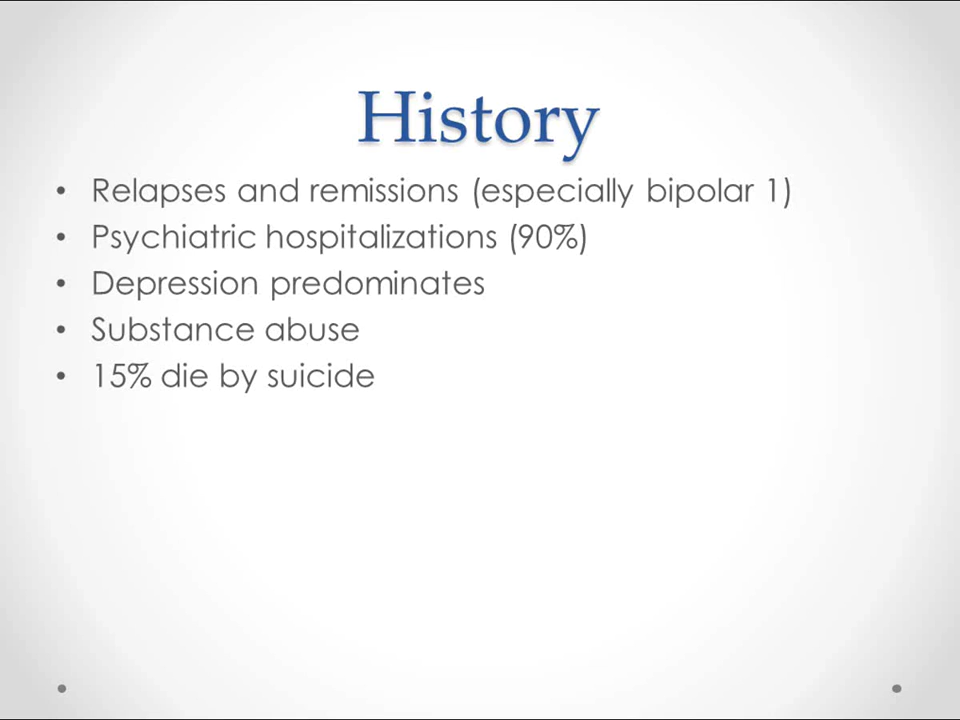 History
• Relapses and remissions (especially bipolar 1)
• Psychiatric hospitalizations (90%)
• Depression predominates
• Substance abuse
• 15% die by suicide